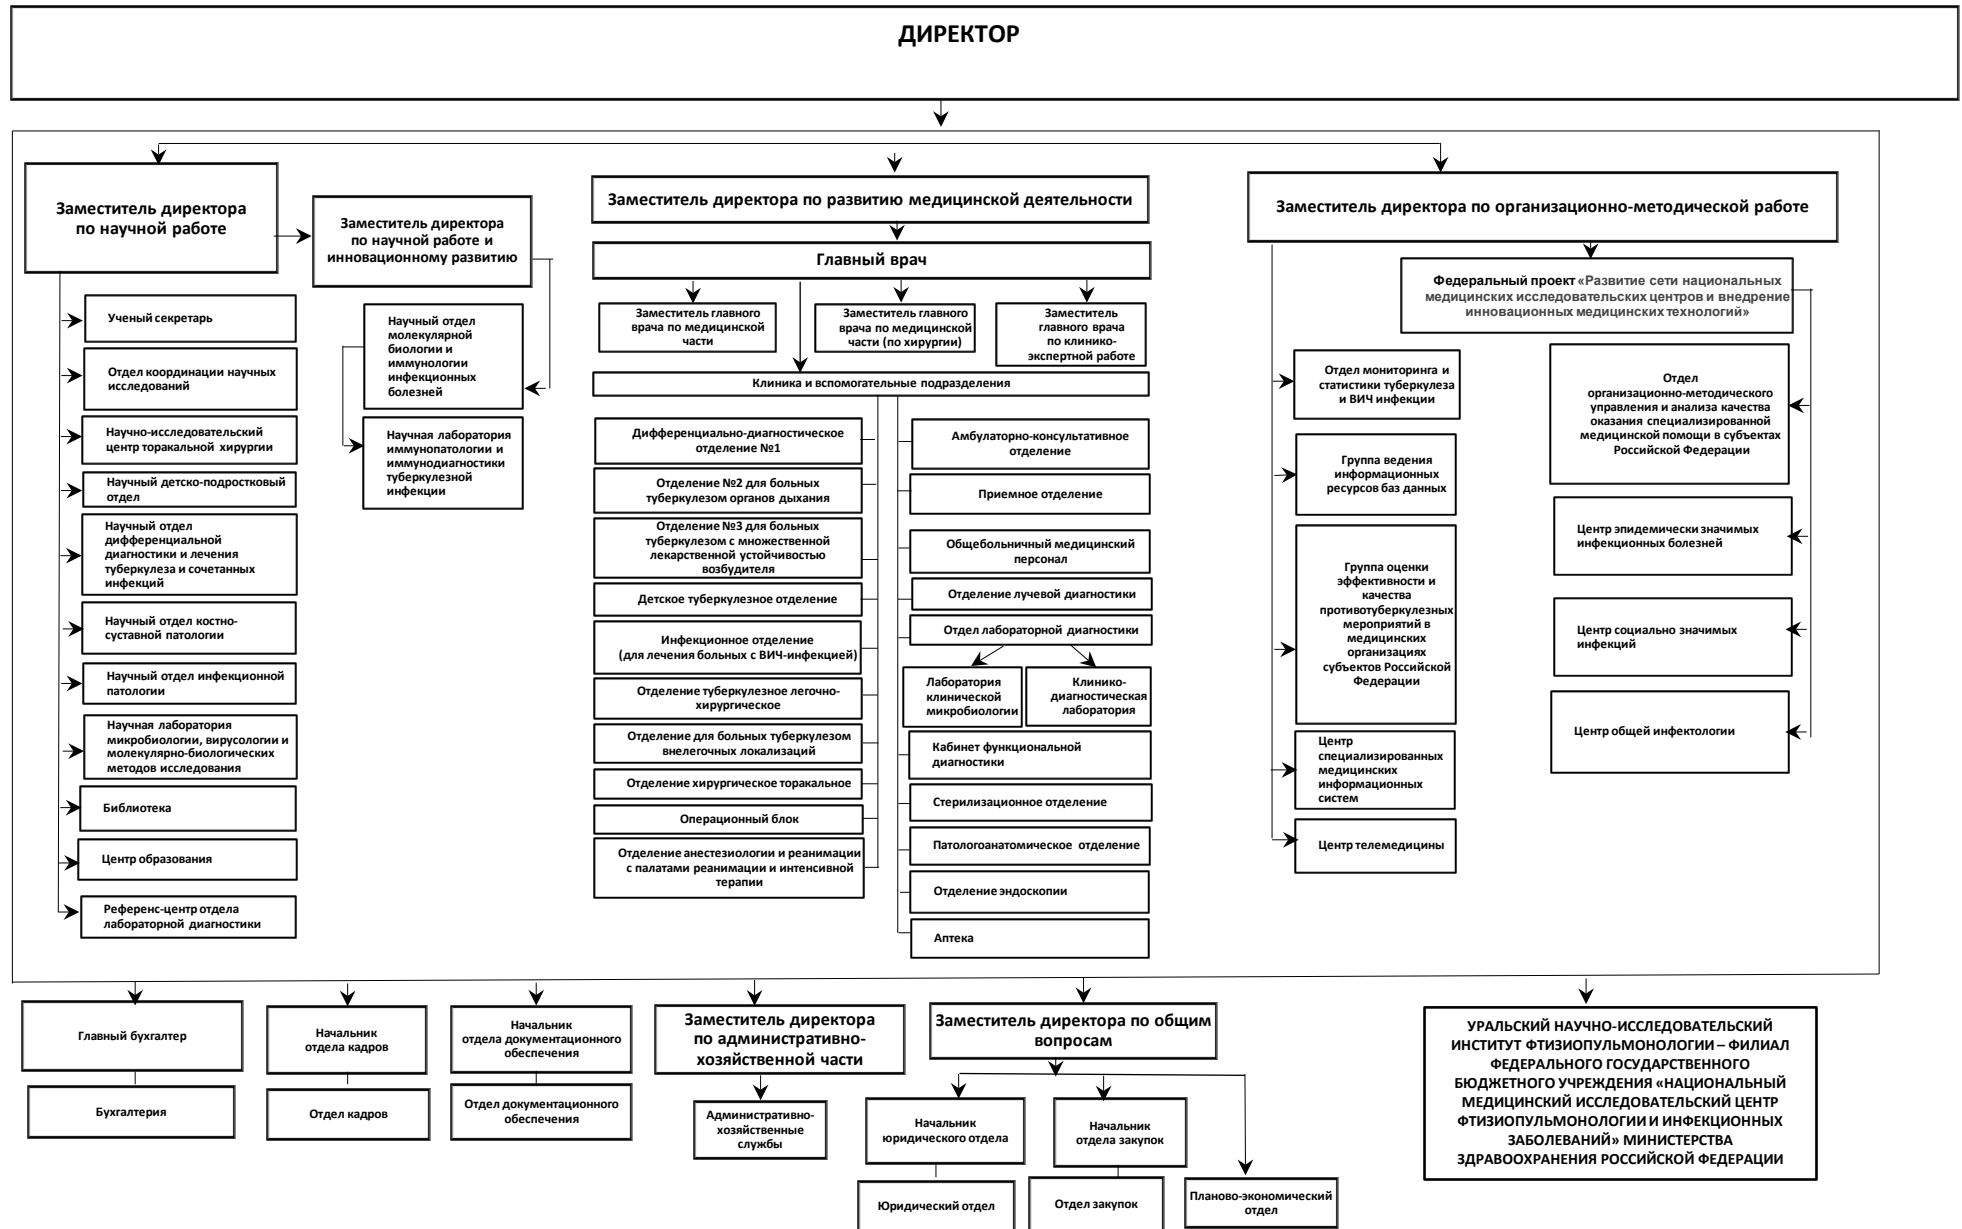 ДИРЕКТОР
Заместитель директора
по научной работе
Заместитель директора
по научной работе и
инновационному развитию
Ученый секретарь
Отдел координации научных
исследований
Научно-исследовательский
центр торакальной хирургии
Научный детско-подростковый
отдел
Научный отдел
дифференциальной
диагностики и лечения
туберкулеза и сочетанных
инфекций
Научный отдел костно-
суставной патологии
Научный отдел инфекционной
патологии
Научная лаборатория
микробиологии, вирусологии и
молекулярно-биологических
методов исследования
Библиотека
Центр образования
Референс-центр отдела
лабораторной диагностики
Научный отдел
молекулярной
биологии и
иммунологии
инфекционных
болезней
Научная лаборатория
иммунопатологии и
иммунодиагностики
туберкулезной
инфекции
Заместитель директора по развитию медицинской деятельности
Главный врач
Заместитель главного
врача по медицинской
части
Заместитель главного
врача по медицинской
части (по хирургии)
Заместитель
главного врача
по клинико-
экспертной работе
Клиника и вспомогательные подразделения
Дифференциально-диагностическое
отделение №1
Отделение №2 для больных
туберкулезом органов дыхания
Отделение №3 для больных
туберкулезом с множественной
лекарственной устойчивостью
возбудителя
Детское туберкулезное отделение
Инфекционное отделение
(для лечения больных с ВИЧ-инфекцией)
Отделение туберкулезное легочно-
хирургическое
Отделение для больных туберкулезом
внелегочных локализаций
Отделение хирургическое торакальное
Операционный блок
Отделение анестезиологии и реанимации
с палатами реанимации и интенсивной
терапии
Амбулаторно-консультативное
отделение
Приемное отделение
Общебольничный медицинский
персонал
Отделение лучевой диагностики
Отдел лабораторной диагностики
Лаборатория
клинической
микробиологии
Клинико-
диагностическая
лаборатория
Кабинет функциональной
диагностики
Стерилизационное отделение
Патологоанатомическое отделение
Отделение эндоскопии
Аптека
Заместитель директора по организационно-методической работе
Федеральный проект «Развитие сети национальных
медицинских исследовательских центров и внедрение
инновационных медицинских технологий»
Отдел мониторинга и
статистики туберкулеза
и ВИЧ инфекции
Группа ведения
информационных
ресурсов баз данных
Группа оценки
эффективности и
качества
противотуберкулезных
мероприятий в
медицинских
организациях
субъектов Российской
Федерации
Центр
специализированных
медицинских
информационных
систем
Центр телемедицины
Отдел
организационно-методического
управления и анализа качества
оказания специализированной
медицинской помощи в субъектах
Российской Федерации
Центр эпидемически значимых
инфекционных болезней
Центр социально значимых
инфекций
Центр общей инфектологии
Главный бухгалтер
Бухгалтерия
Начальник
отдела кадров
Отдел кадров
Начальник
отдела документационного
обеспечения
Отдел документационного
обеспечения
Заместитель директора
по административно-
хозяйственной части
Административно-
хозяйственные
службы
Заместитель директора по общим
вопросам
Начальник
юридического отдела
Юридический отдел
Начальник
отдела закупок
Отдел закупок
Планово-экономический
отдел
УРАЛЬСКИЙ НАУЧНО-ИССЛЕДОВАТЕЛЬСКИЙ
ИНСТИТУТ ФТИЗИОПУЛЬМОНОЛОГИИ – ФИЛИАЛ
ФЕДЕРАЛЬНОГО ГОСУДАРСТВЕННОГО
БЮДЖЕТНОГО УЧРЕЖДЕНИЯ «НАЦИОНАЛЬНЫЙ
МЕДИЦИНСКИЙ ИССЛЕДОВАТЕЛЬСКИЙ ЦЕНТР
ФТИЗИОПУЛЬМОНОЛОГИИ И ИНФЕКЦИОННЫХ
ЗАБОЛЕВАНИЙ» МИНИСТЕРСТВА
ЗДРАВООХРАНЕНИЯ РОССИЙСКОЙ ФЕДЕРАЦИИ